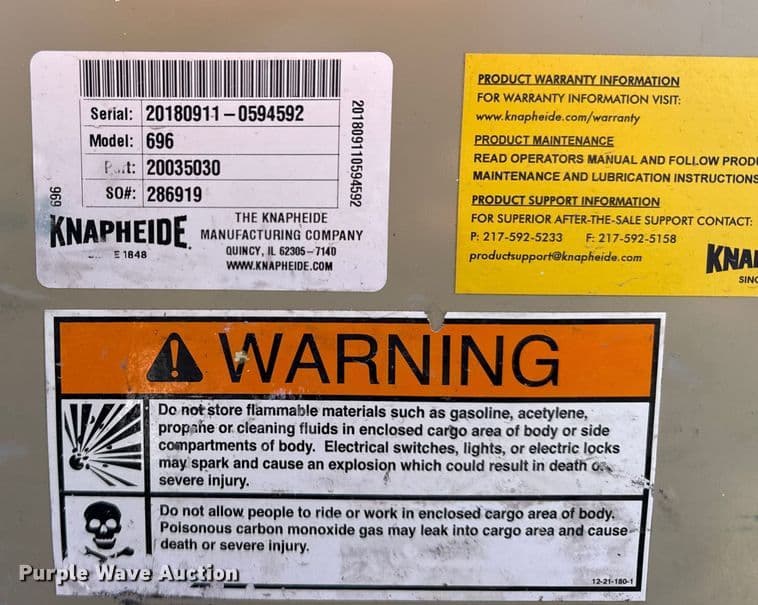 Serial: 20180911-0594592
Model: 696
20035030
SO#: 286919
201809110594592
969
KNAPHEIDE
E 1848
THE KNAPHEIDE
MANUFACTURING COMPANY
QUINCY, IL 62305-7140
WWW.KNAPHEIDE.COM
PRODUCT WARRANTY INFORMATION
FOR WARRANTY INFORMATION VISIT:
www.knapheide.com/warranty
PRODUCT MAINTENANCE
READ OPERATORS MANUAL AND FOLLOW PROD
MAINTENANCE AND LUBRICATION INSTRUCTIONS
PRODUCT SUPPORT INFORMATION
FOR SUPERIOR AFTER-THE-SALE SUPPORT CONTACT:
P: 217-592-5233 F: 217-592-5158
productsupport@knapheide.com
KNA
SINC
WARNING
Do not store flammable materials such as gasoline, acetylene,
propane or cleaning fluids in enclosed cargo area of body or side
compartments of body. Electrical switches, lights, or electric locks
may spark and cause an explosion which could result in death or
severe injury.
Do not allow people to ride or work in enclosed cargo area of body.
Poisonous carbon monoxide gas may leak into cargo area and cause
death or severe injury.
12-21-180-1
Purple Wave Auction